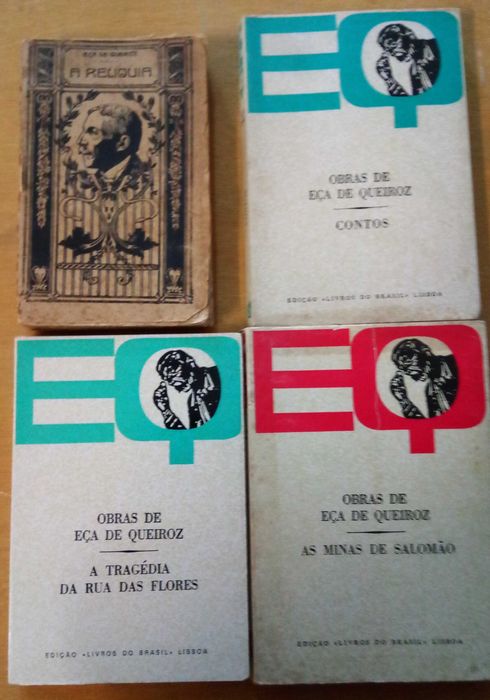 EÇA DE QUEIROZ
A RELIQUIA
EQ
OBRAS DE
EÇA DE QUEIROZ
CONTOS
EDIÇÃO «LIVROS DO BRASIL» LISBOA
EQ
OBRAS DE
EÇA DE QUEIROZ
A TRAGÉDIA
DA RUA DAS FLORES
EDIÇÃO «LIVROS DO BRASIL» LISBOA
EQ
OBRAS DE
EÇA DE QUEIROZ
AS MINAS DE SALOMÃO
EDIÇÃO «LIVROS DO BRASIL» LISBOA